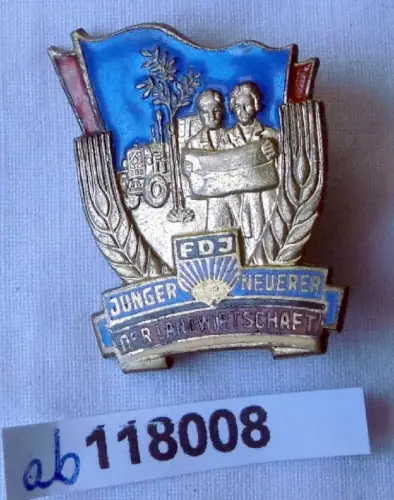 FDJ
JUNGER NEUERER
DER LANDWIRTSCHAFT
ab 118008